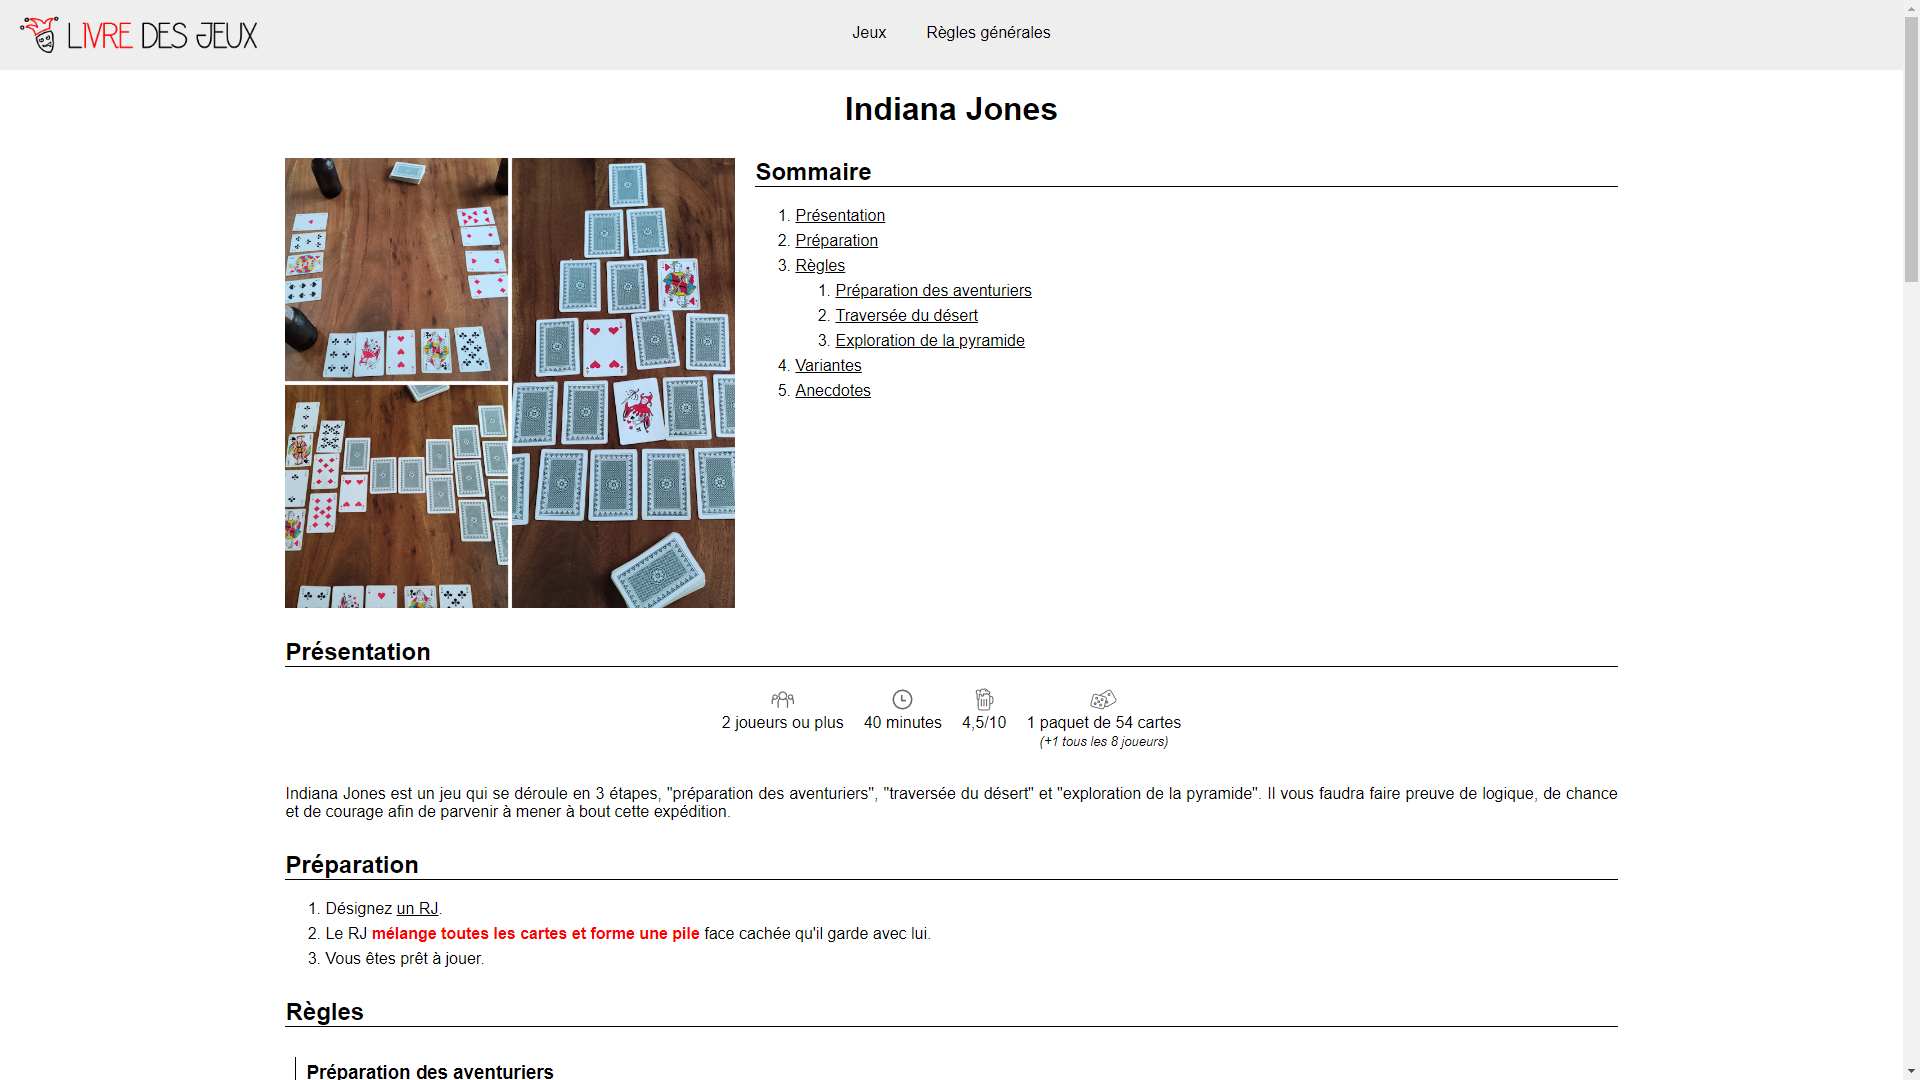 LIVRE DES JEUX
Jeux
Règles générales
Indiana Jones
Sommaire
1. Présentation
2. Préparation
3. Règles
1. Préparation des aventuriers
2. Traversée du désert
3. Exploration de la pyramide
4. Variantes
5. Anecdotes
Présentation
2 joueurs ou plus
40 minutes
4,5/10
1 paquet de 54 cartes
(+1 tous les 8 joueurs)
Indiana Jones est un jeu qui se déroule en 3 étapes, "préparation des aventuriers", "traversée du désert" et "exploration de la pyramide". Il vous faudra faire preuve de logique, de chance
et de courage afin de parvenir à mener à bout cette expédition.
Préparation
1. Désignez un RJ.
2. Le RJ mélange toutes les cartes et forme une pile face cachée qu'il garde avec lui.
3. Vous êtes prêt à jouer.
Règles
Préparation des aventuriers